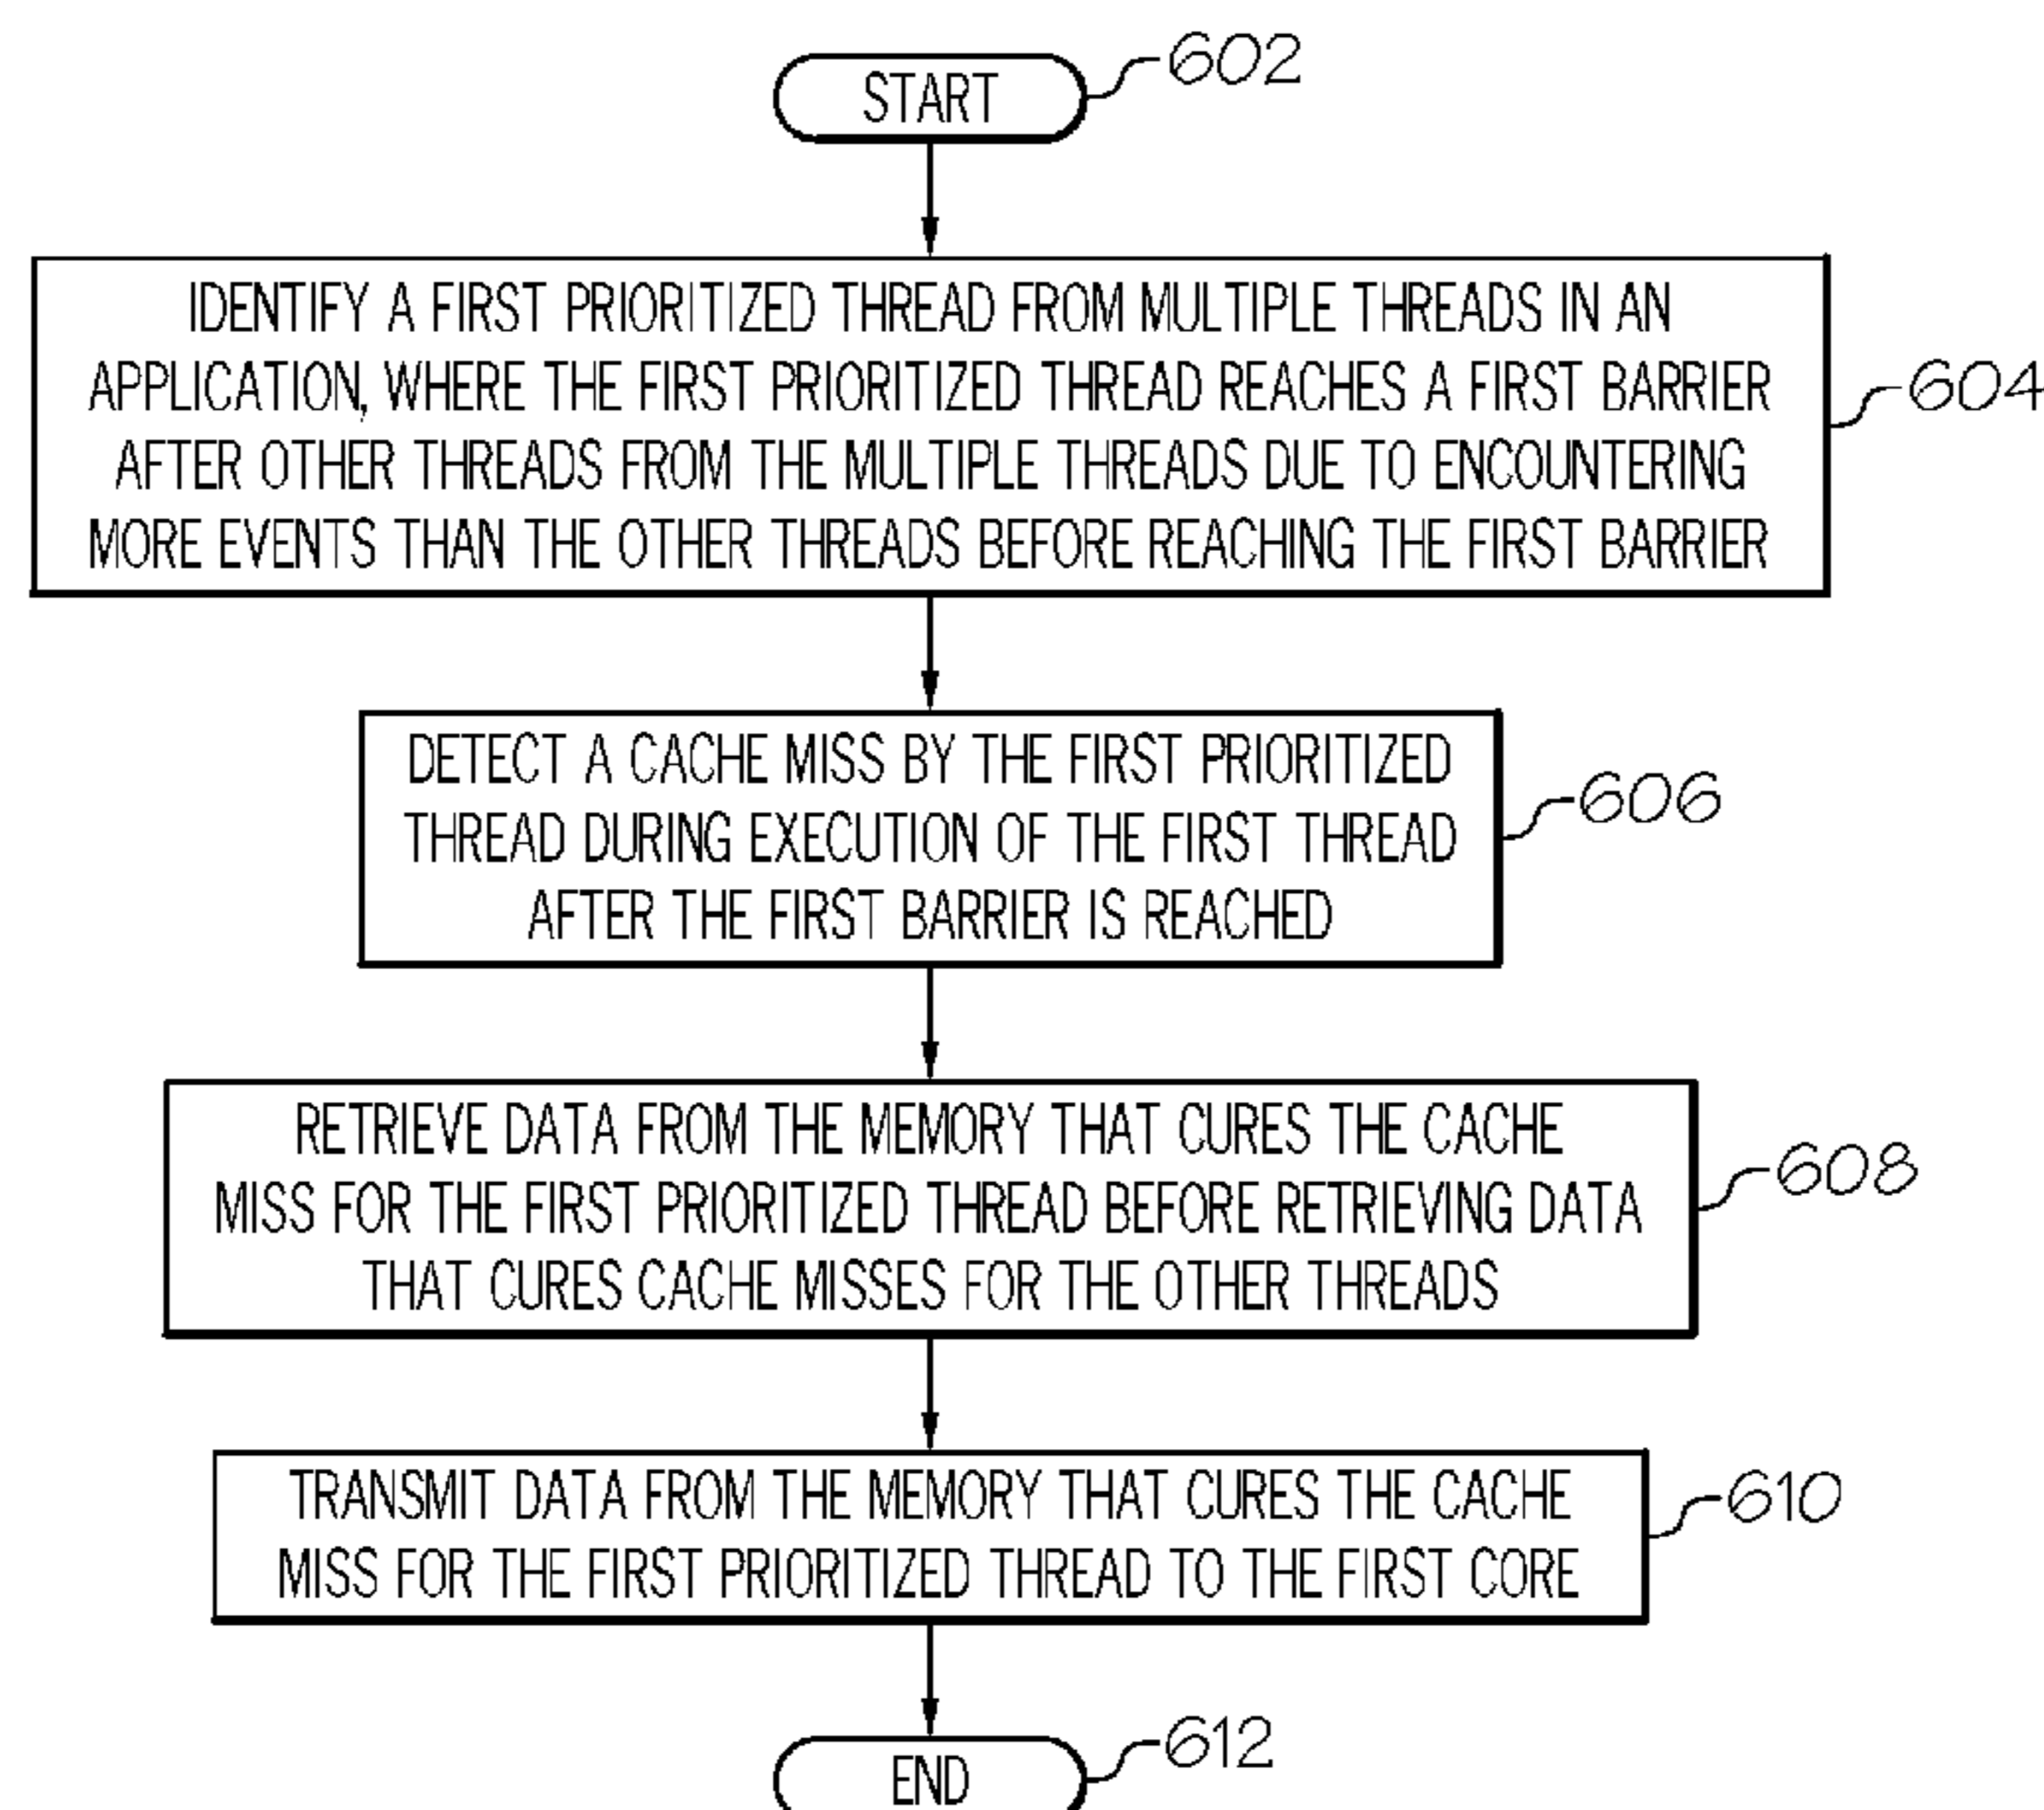 START
602
IDENTIFY A FIRST PRIORITIZED THREAD FROM MULTIPLE THREADS IN AN
APPLICATION, WHERE THE FIRST PRIORITIZED THREAD REACHES A FIRST BARRIER
AFTER OTHER THREADS FROM THE MULTIPLE THREADS DUE TO ENCOUNTERING
MORE EVENTS THAN THE OTHER THREADS BEFORE REACHING THE FIRST BARRIER
604
DETECT A CACHE MISS BY THE FIRST PRIORITIZED
THREAD DURING EXECUTION OF THE FIRST THREAD
AFTER THE FIRST BARRIER IS REACHED
606
RETRIEVE DATA FROM THE MEMORY THAT CURES THE CACHE
MISS FOR THE FIRST PRIORITIZED THREAD BEFORE RETRIEVING DATA
THAT CURES CACHE MISSES FOR THE OTHER THREADS
608
TRANSMIT DATA FROM THE MEMORY THAT CURES THE CACHE
MISS FOR THE FIRST PRIORITIZED THREAD TO THE FIRST CORE
610
END
612